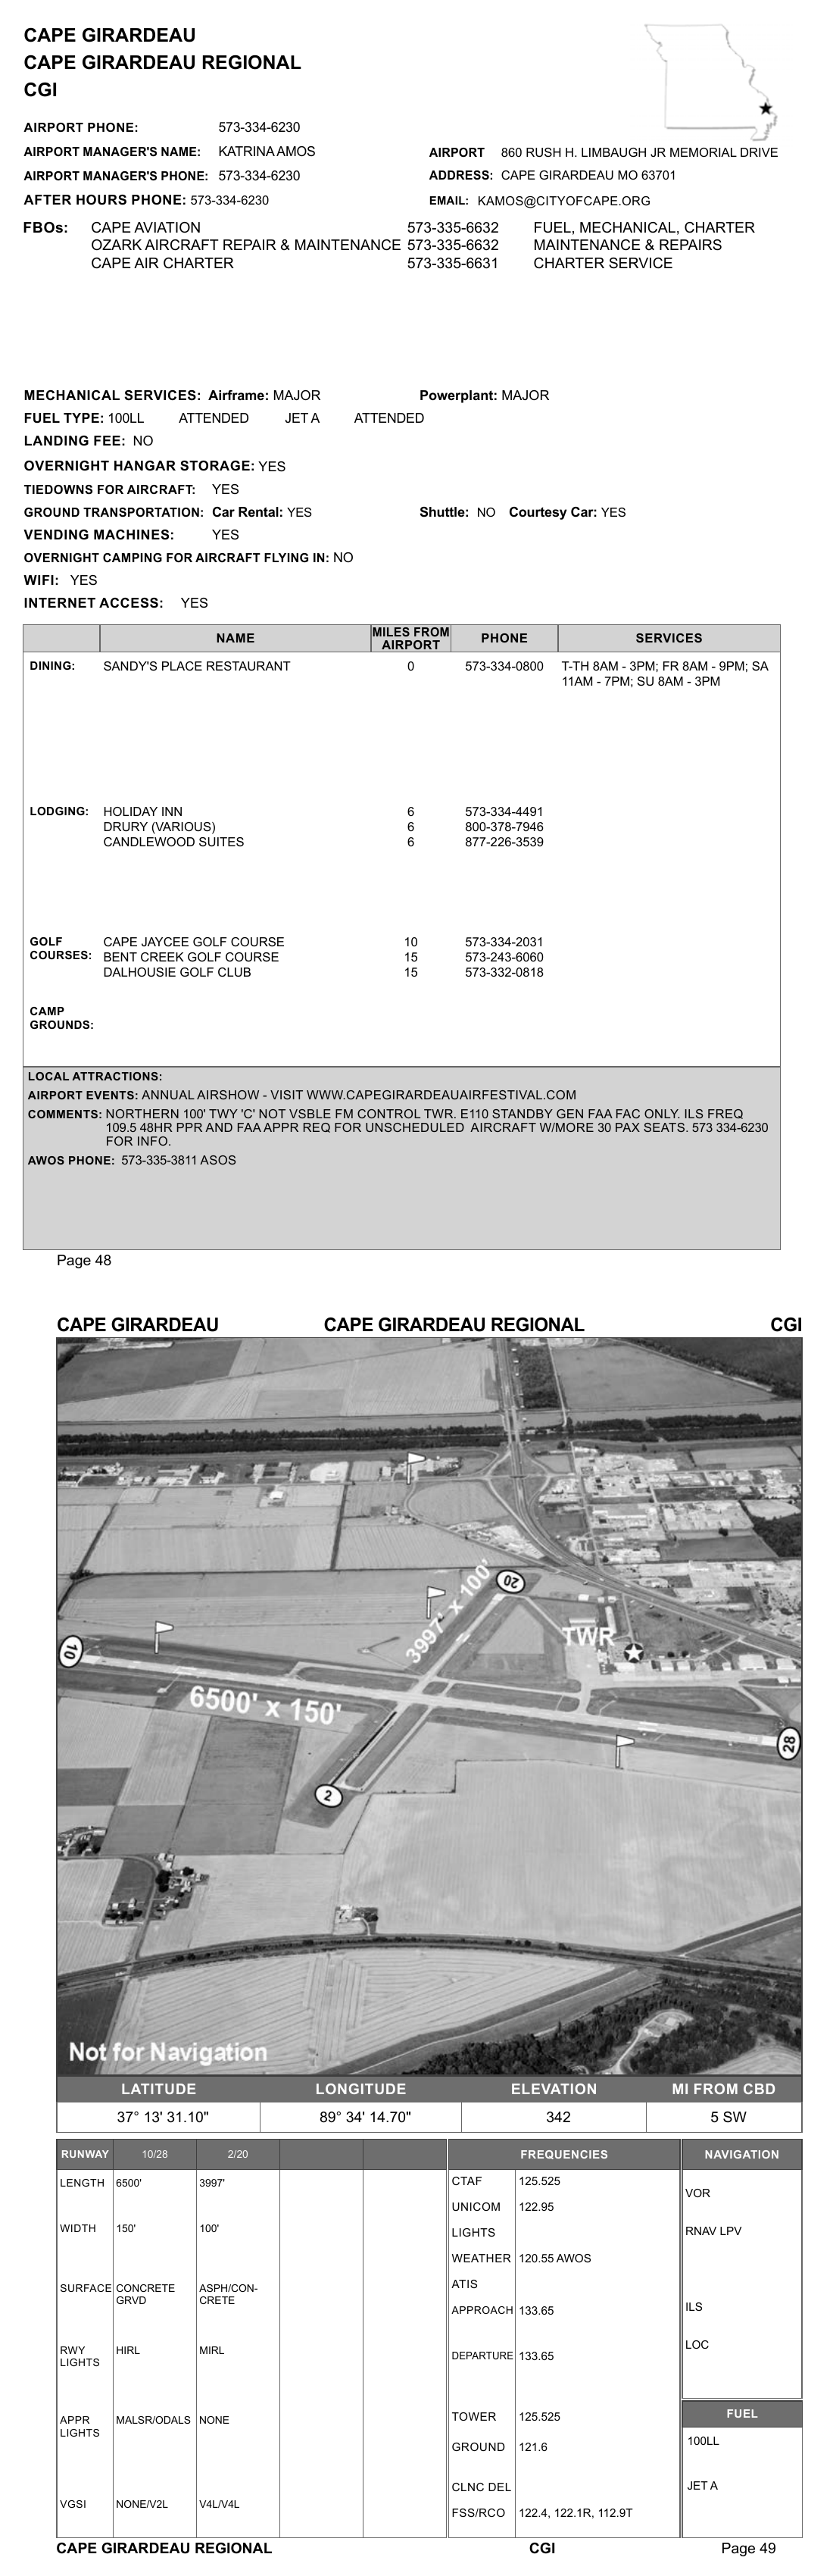 CAPE GIRARDEAU
CAPE GIRARDEAU REGIONAL
CGI
AIRPORT PHONE: 573-334-6230
AIRPORT MANAGER'S NAME: KATRINA AMOS
AIRPORT MANAGER'S PHONE: 573-334-6230
AFTER HOURS PHONE: 573-334-6230
AIRPORT 860 RUSH H. LIMBAUGH JR MEMORIAL DRIVE
ADDRESS: CAPE GIRARDEAU MO 63701
EMAIL: KAMOS@CITYOFCAPE.ORG
FBOs: CAPE AVIATION 573-335-6632 FUEL, MECHANICAL, CHARTER
OZARK AIRCRAFT REPAIR & MAINTENANCE 573-335-6632 MAINTENANCE & REPAIRS
CAPE AIR CHARTER 573-335-6631 CHARTER SERVICE
MECHANICAL SERVICES: Airframe: MAJOR Powerplant: MAJOR
FUEL TYPE: 100LL ATTENDED JET A ATTENDED
LANDING FEE: NO
OVERNIGHT HANGAR STORAGE: YES
TIEDOWNS FOR AIRCRAFT: YES
GROUND TRANSPORTATION: Car Rental: YES Shuttle: NO Courtesy Car: YES
VENDING MACHINES: YES
OVERNIGHT CAMPING FOR AIRCRAFT FLYING IN: NO
WIFI: YES
INTERNET ACCESS: YES
NAME MILES FROM AIRPORT PHONE SERVICES
DINING: SANDY'S PLACE RESTAURANT 0 573-334-0800 T-TH 8AM - 3PM; FR 8AM - 9PM; SA
11AM - 7PM; SU 8AM - 3PM
LODGING: HOLIDAY INN 6 573-334-4491
DRURY (VARIOUS) 6 800-378-7946
CANDLEWOOD SUITES 6 877-226-3539
GOLF COURSES: CAPE JAYCEE GOLF COURSE 10 573-334-2031
BENT CREEK GOLF COURSE 15 573-243-6060
DALHOUSIE GOLF CLUB 15 573-332-0818
CAMP
GROUNDS:
LOCAL ATTRACTIONS:
AIRPORT EVENTS: ANNUAL AIRSHOW - VISIT WWW.CAPEGIRARDEAUAIRFESTIVAL.COM
COMMENTS: NORTHERN 100' TWY 'C' NOT VSBLE FM CONTROL TWR. E110 STANDBY GEN FAA FAC ONLY. ILS FREQ
109.5 48HR PPR AND FAA APPR REQ FOR UNSCHEDULED AIRCRAFT W/MORE 30 PAX SEATS. 573 334-6230
FOR INFO.
AWOS PHONE: 573-335-3811 ASOS
Page 48
CAPE GIRARDEAU CAPE GIRARDEAU REGIONAL CGI
20
3997' x 100'
TWR
10
6500' x 150'
28
2
Not for Navigation
LATITUDE LONGITUDE ELEVATION MI FROM CBD
37° 13' 31.10" 89° 34' 14.70" 342 5 SW
RUNWAY 10/28 2/20
LENGTH 6500' 3997'
WIDTH 150' 100'
SURFACE CONCRETE GRVD ASPH/CON-CRETE
RWY LIGHTS HIRL MIRL
APPR LIGHTS MALSR/ODALS NONE
VGSI NONE/V2L V4L/V4L
FREQUENCIES
CTAF 125.525
UNICOM 122.95
LIGHTS
WEATHER 120.55 AWOS
ATIS
APPROACH 133.65
DEPARTURE 133.65
TOWER 125.525
GROUND 121.6
CLNC DEL
FSS/RCO 122.4, 122.1R, 112.9T
NAVIGATION
VOR
RNAV LPV
ILS
LOC
FUEL
100LL
JET A
CAPE GIRARDEAU REGIONAL CGI Page 49